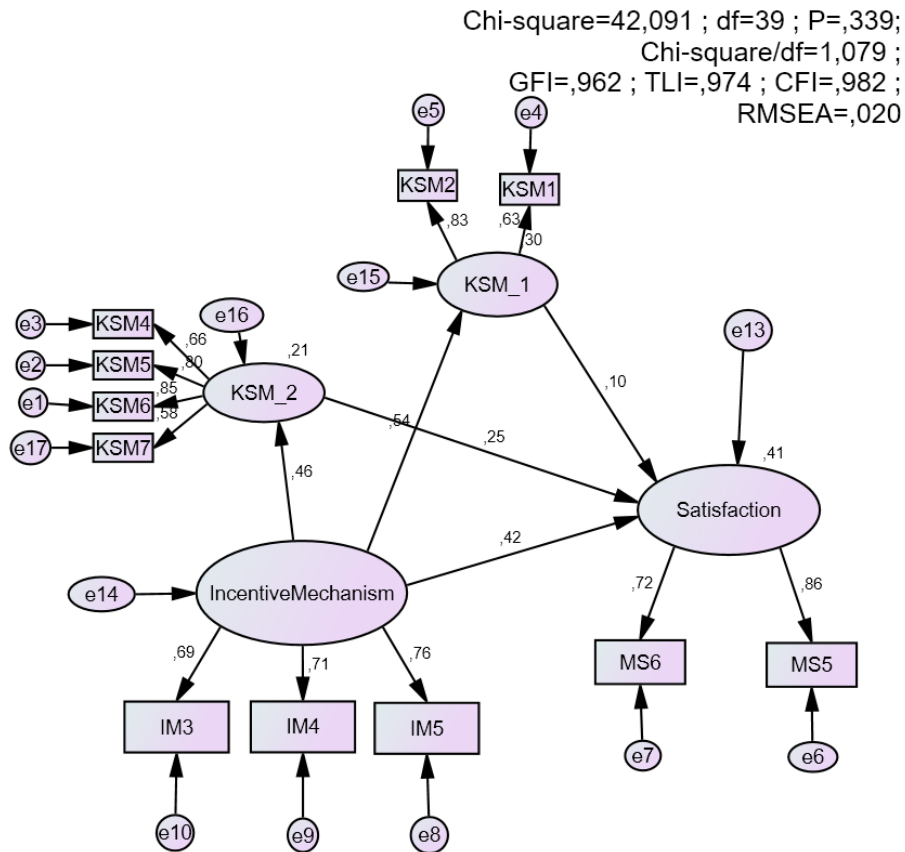 Chi-square=42,091 ; df=39 ; P=,339;
Chi-square/df=1,079 ;
GFI=,962 ; TLI=,974 ; CFI=,982 ;
RMSEA=,020
e5
e4
KSM2
KSM1
,83
,63
,30
e15
KSM_1
e16
e3
KSM4
,66
e13
e2
KSM5
,80
,21
e1
KSM6
,85
KSM_2
,10
e17
KSM7
,58
,54
,25
,41
,46
Satisfaction
,42
e14
IncentiveMechanism
,72
,86
,69
,71
,76
MS6
MS5
IM3
IM4
IM5
e7
e6
e10
e9
e8